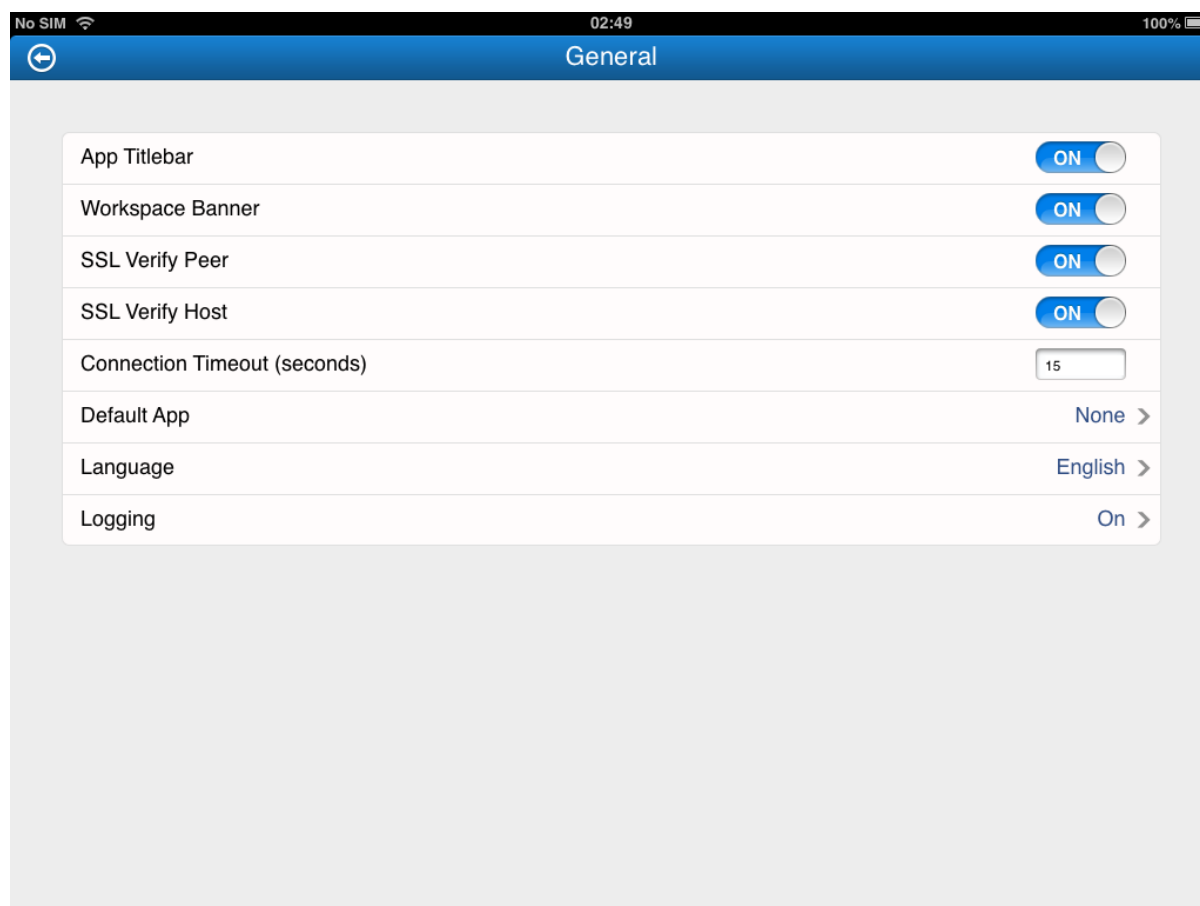 No SIM 02:49 100%
General
App Titlebar ON
Workspace Banner ON
SSL Verify Peer ON
SSL Verify Host ON
Connection Timeout (seconds) 15
Default App None
Language English
Logging On